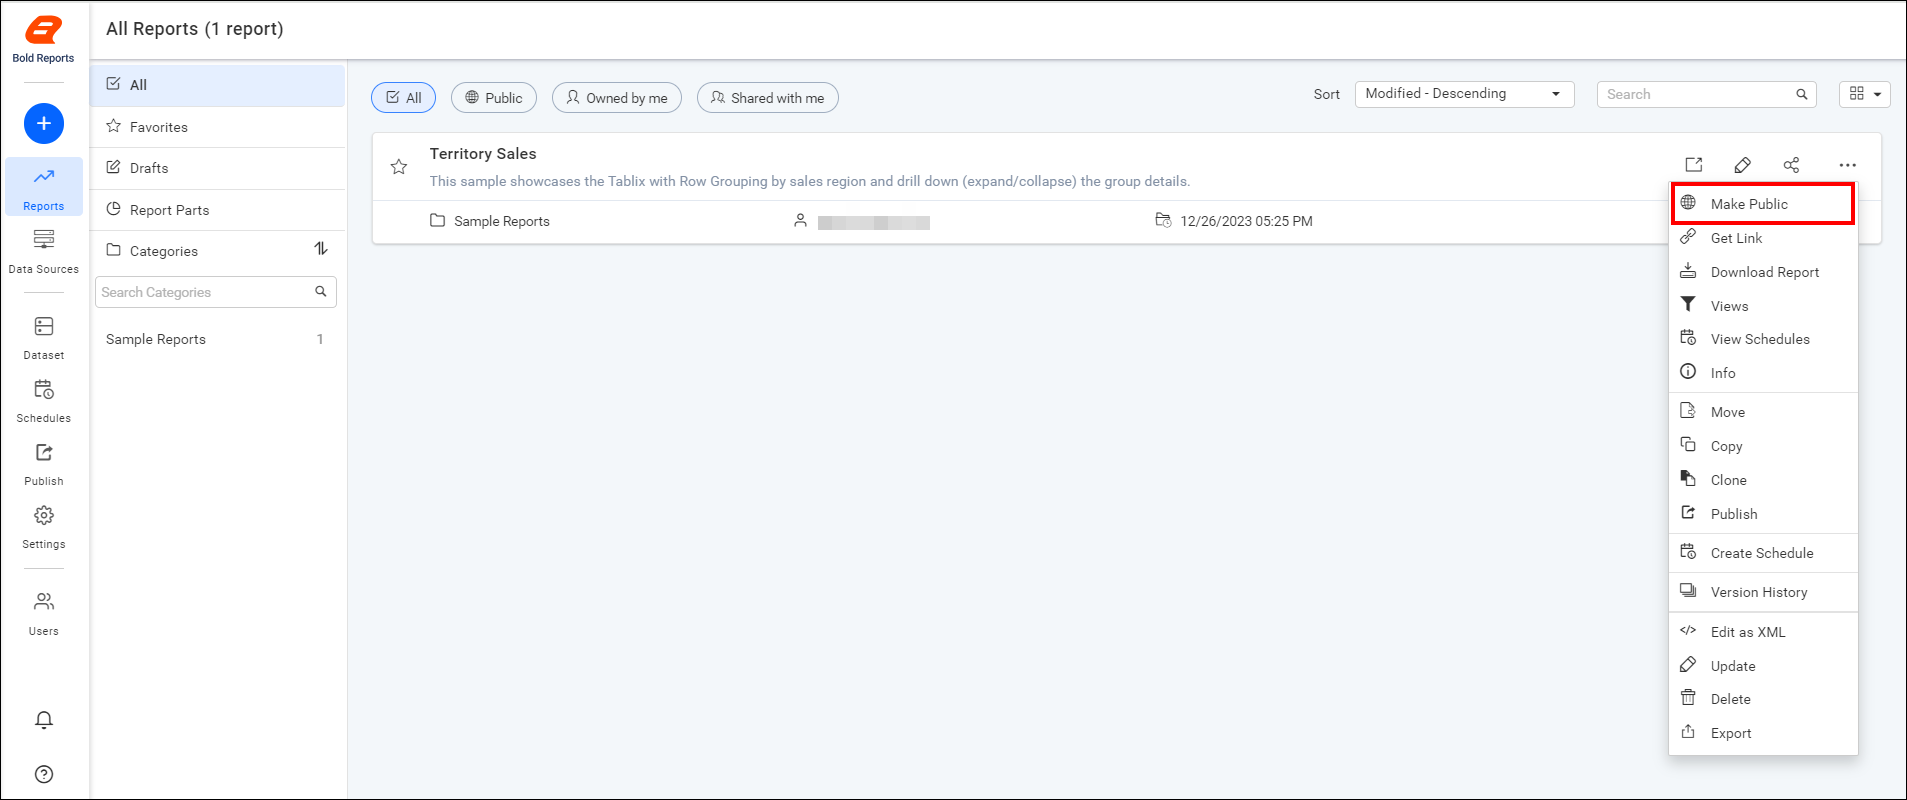 Bold Reports
Reports
Data Sources
Dataset
Schedules
Publish
Settings
Users
All Reports (1 report)
All
Favorites
Drafts
Report Parts
Categories
Search Categories
Sample Reports 1
All Public Owned by me Shared with me
Sort Modified - Descending Search
Territory Sales
This sample showcases the Tablix with Row Grouping by sales region and drill down (expand/collapse) the group details.
Sample Reports 12/26/2023 05:25 PM
Make Public
Get Link
Download Report
Views
View Schedules
Info
Move
Copy
Clone
Publish
Create Schedule
Version History
Edit as XML
Update
Delete
Export